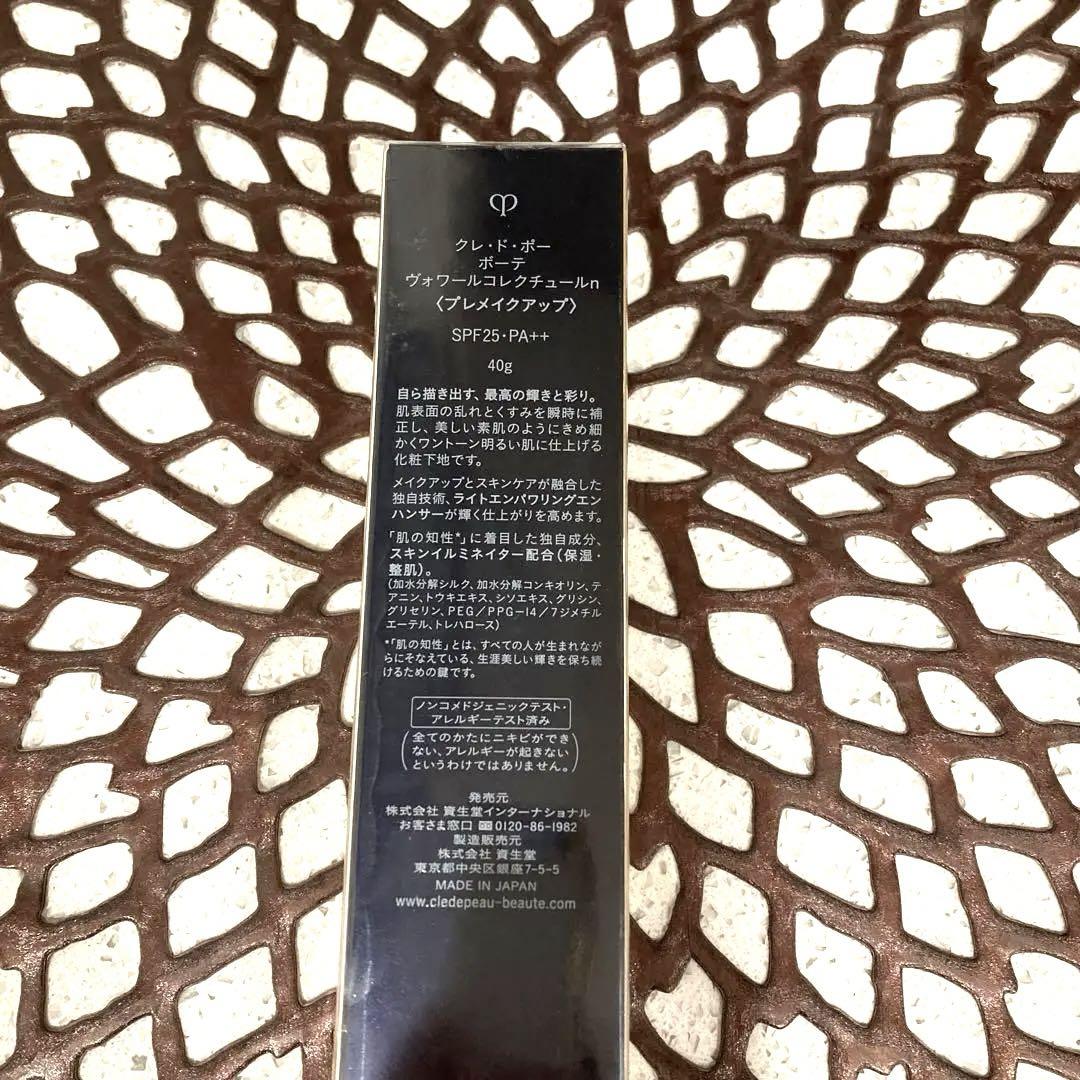 クレ・ド・ポー
ボーテ
ヴォワールコレクチュールn
〈プレメイクアップ〉
SPF25・PA++
40g
自ら描き出す、最高の輝きと彩り。
肌表面の乱れとくすみを瞬時に補
正し、美しい素肌のようにきめ細
かくワントーン明るい肌に仕上げる
化粧下地です。
メイクアップとスキンケアが融合した
独自技術、ライトエンパワリングエン
ハンサーが輝く仕上がりを高めます。
「肌の知性*」に着目した独自成分、
スキンイルミネイター配合(保湿・
整肌)。
(加水分解シルク、加水分解コンキオリン、テ
アニン、トウキエキス、シソエキス、グリシン、
グリセリン、PEG/PPG-14/7ジメチル
エーテル、トレハロース)
*「肌の知性」とは、すべての人が生まれなが
らにそなえている、生涯美しい輝きを保ち続
けるための鍵です。
ノンコメドジェニックテスト・
アレルギーテスト済み
(全てのかたにニキビができ
ない、アレルギーが起きない
というわけではありません。)
発売元
株式会社 資生堂インターナショナル
お客さま窓口 0120-86-1982
製造販売元
株式会社 資生堂
東京都中央区銀座7-5-5
MADE IN JAPAN
www.cledepeau-beaute.com